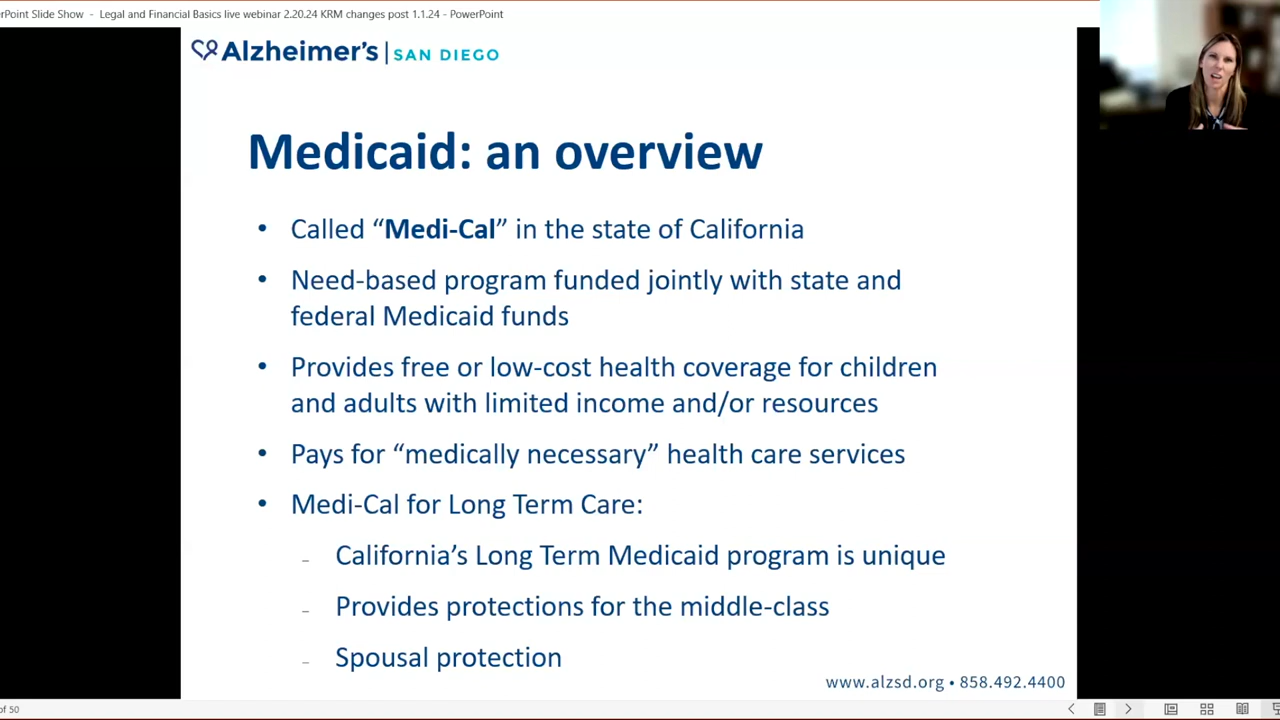 erPoint Slide Show - Legal and Financial Basics live webinar 2.20.24 KRM changes post 1.1.24 - PowerPoint
Alzheimer's | SAN DIEGO
Medicaid: an overview
• Called “Medi-Cal” in the state of California
• Need-based program funded jointly with state and
federal Medicaid funds
• Provides free or low-cost health coverage for children
and adults with limited income and/or resources
• Pays for “medically necessary” health care services
• Medi-Cal for Long Term Care:
– California’s Long Term Medicaid program is unique
– Provides protections for the middle-class
– Spousal protection
www.alzsd.org • 858.492.4400
of 50